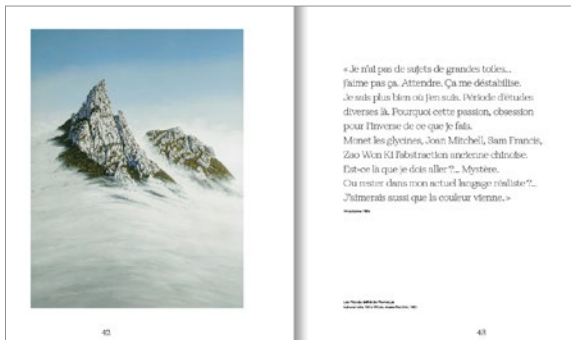 « Je n'ai pas de sujets de grandes toiles...
j'aime pas ça. Attendre. Ça me déstabilise.
Je sais plus bien où j'en suis. Période d'études
diverses là. Pourquoi cette passion, obsession
pour l'inverse de ce que je fais.
Monet les glycines, Joan Mitchell, Sam Francis,
Zao Wou Ki l'abstraction ancienne chinoise.
Est-ce là que je dois aller ?... Mystère.
Ou rester dans mon actuel langage réaliste ?...
J'aimerais aussi que la couleur vienne. »
42
43